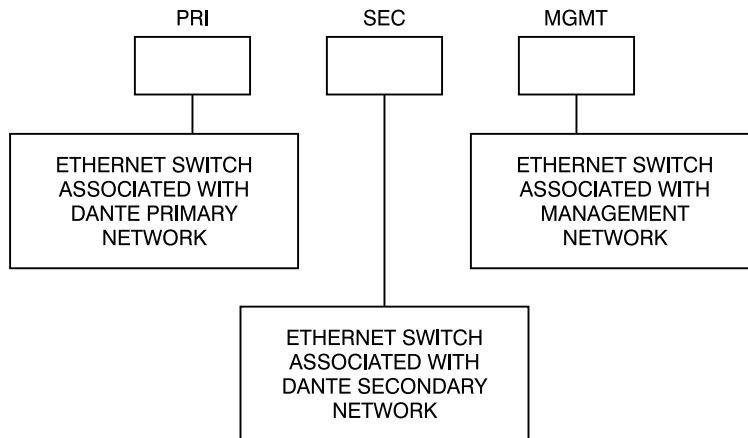 PRI
SEC
MGMT
ETHERNET SWITCH
ASSOCIATED WITH
DANTE PRIMARY
NETWORK
ETHERNET SWITCH
ASSOCIATED WITH
MANAGEMENT
NETWORK
ETHERNET SWITCH
ASSOCIATED WITH
DANTE SECONDARY
NETWORK